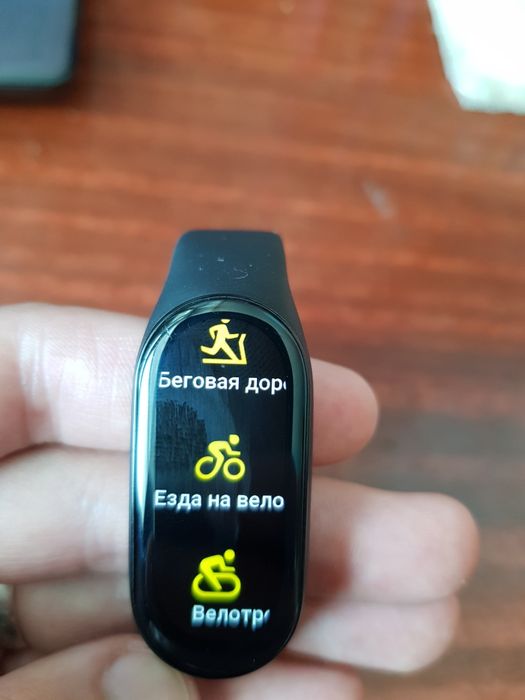 Беговая доро
Езда на вело
Велотре